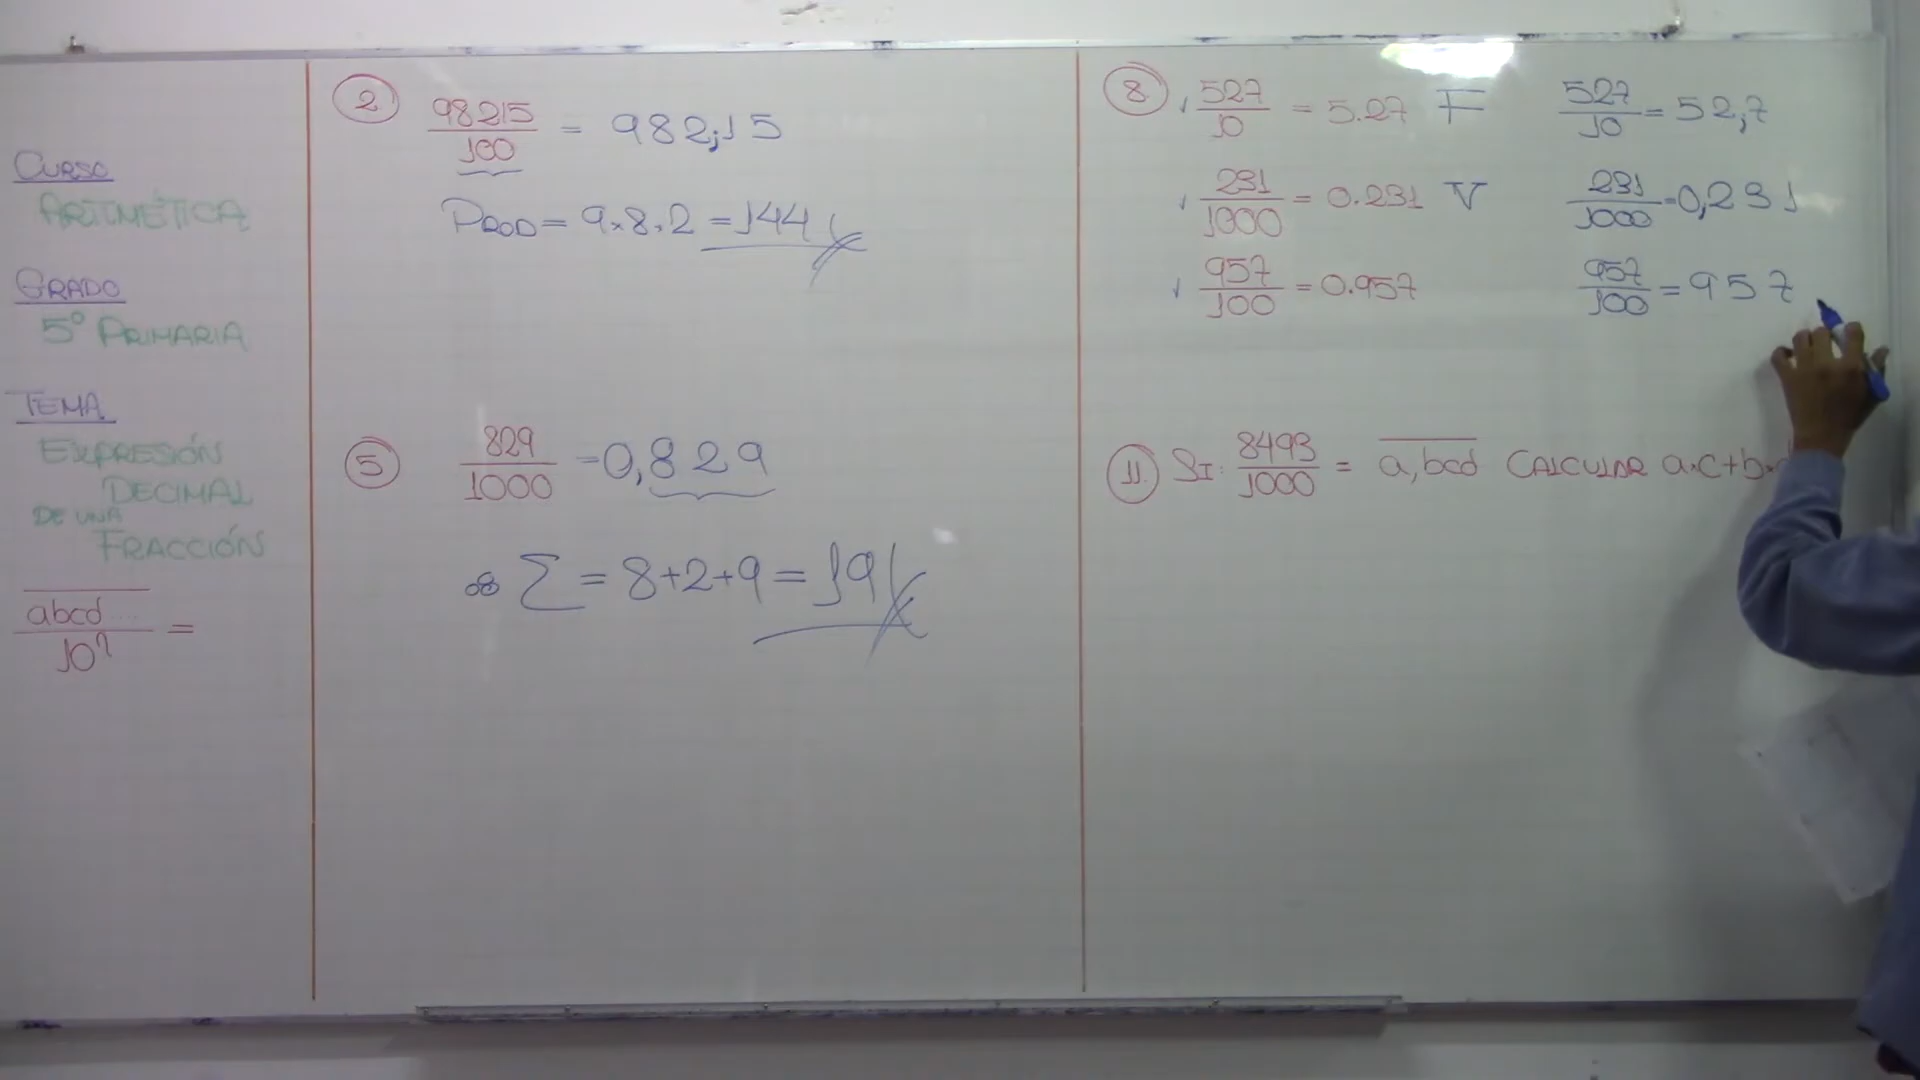 CURSO
ARITMÉTICA
GRADO
5° PRIMARIA
TEMA
EXPRESIÓN
DECIMAL
DE UNA
FRACCIÓN
abcd.... / 10ⁿ =
2
98215 / 100 = 982,15
PROD = 9×8×2 = 144
5
829 / 1000 = 0,829
∴ Σ = 8+2+9 = 19
8
527 / 10 = 5.27 F 527 / 10 = 52,7
231 / 1000 = 0.231 V 231 / 1000 = 0,231
957 / 100 = 0.957 957 / 100 = 957
11. SI: 8493 / 1000 = a,bcd CALCULAR a×c+b×